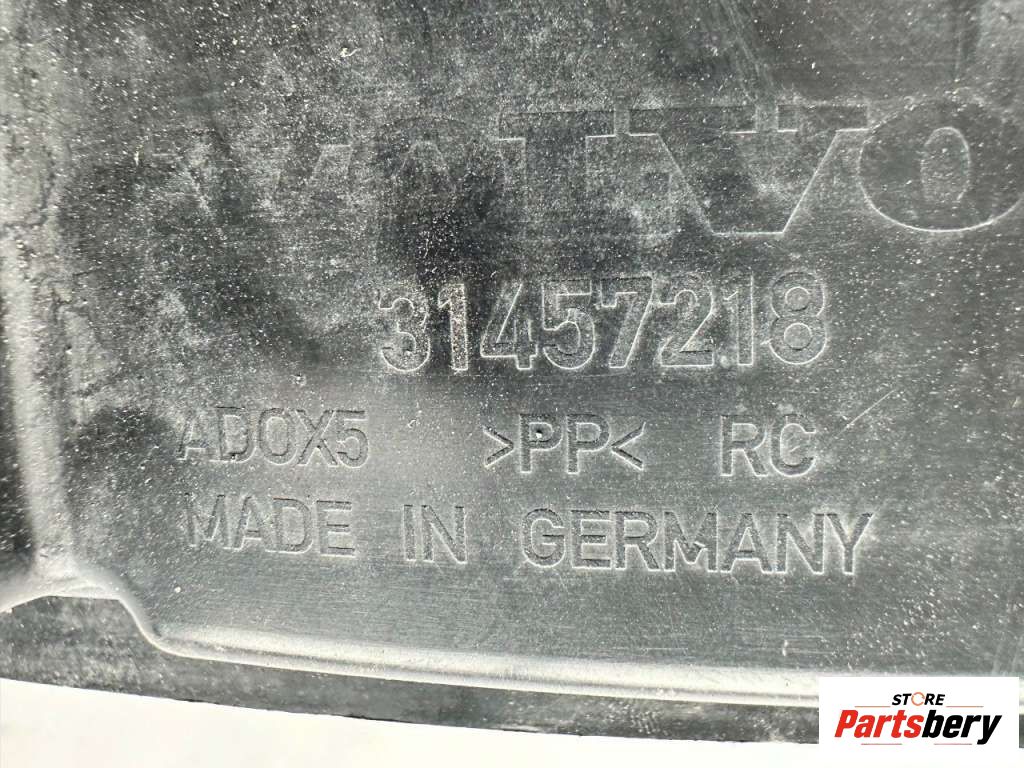 VOLVO
31457218
ADOX5 >PP< RC
MADE IN GERMANY
STORE
Partsbery